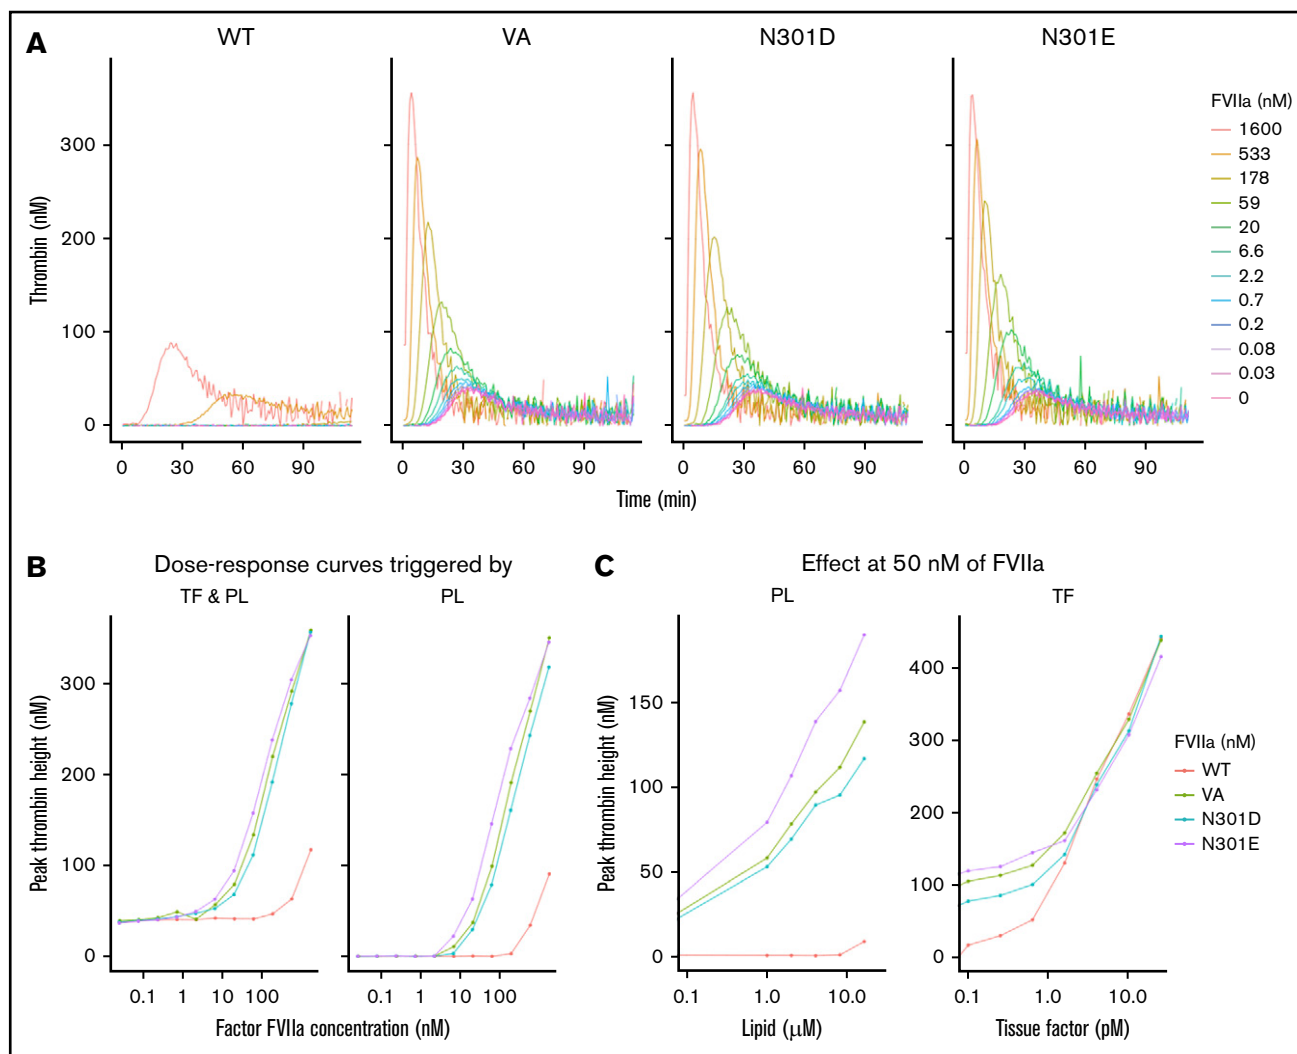 A
WT
VA
N301D
N301E
Thrombin (nM)
300
200
100
0
0 30 60 90
0 30 60 90
0 30 60 90
0 30 60 90
Time (min)
FVIIa (nM)
1600
533
178
59
20
6.6
2.2
0.7
0.2
0.08
0.03
0
B
Dose-response curves triggered by
TF & PL
PL
Peak thrombin height (nM)
300
200
100
0
0.1 1 10 100
0.1 1 10 100
Factor FVIIa concentration (nM)
C
Effect at 50 nM of FVIIa
PL
TF
Peak thrombin height (nM)
150
100
50
0
0.1 1.0 10.0
Lipid (μM)
400
300
200
100
0
0.1 1.0 10.0
Tissue factor (pM)
FVIIa (nM)
WT
VA
N301D
N301E